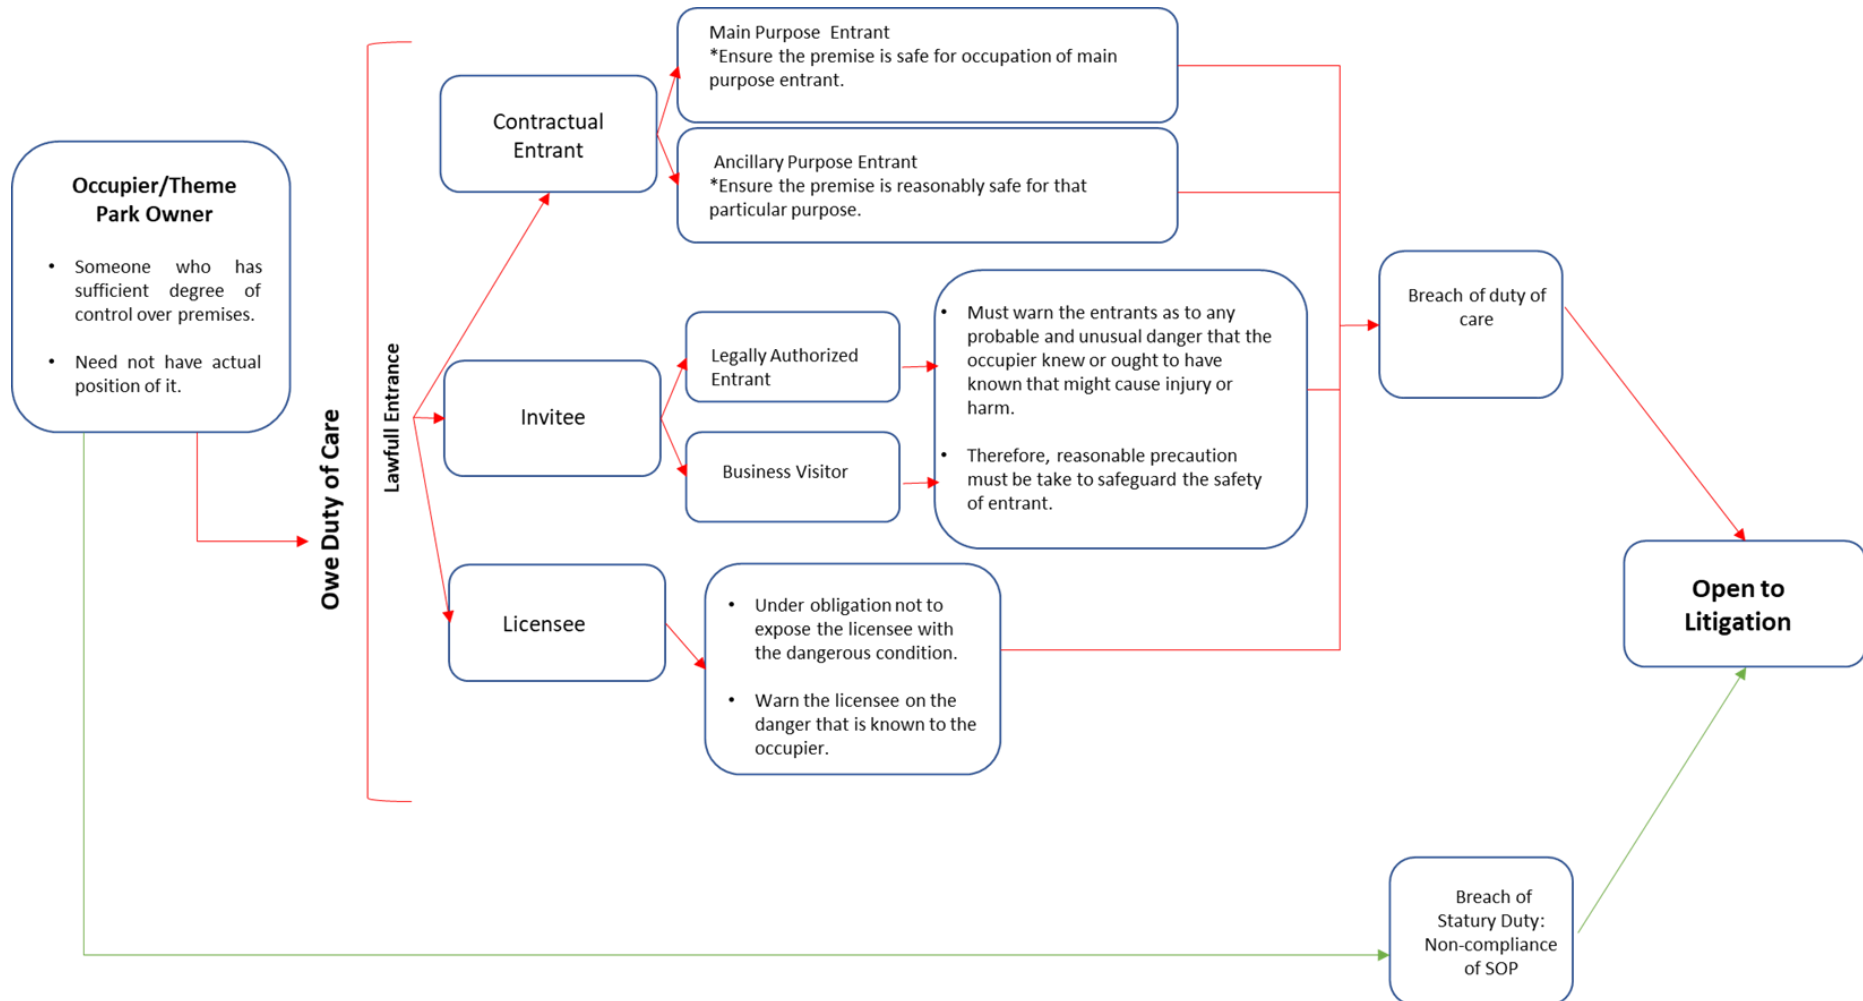 Occupier/Theme
Park Owner
• Someone who has
sufficient degree of
control over premises.
• Need not have actual
position of it.
Owe Duty of Care
Lawfull Entrance
Contractual
Entrant
Main Purpose Entrant
*Ensure the premise is safe for occupation of main
purpose entrant.
Ancillary Purpose Entrant
*Ensure the premise is reasonably safe for that
particular purpose.
Invitee
Legally Authorized
Entrant
Business Visitor
• Must warn the entrants as to any
probable and unusual danger that the
occupier knew or ought to have
known that might cause injury or
harm.
• Therefore, reasonable precaution
must be take to safeguard the safety
of entrant.
Licensee
• Under obligation not to
expose the licensee with
the dangerous condition.
• Warn the licensee on the
danger that is known to the
occupier.
Breach of duty of
care
Open to
Litigation
Breach of
Statury Duty:
Non-compliance
of SOP